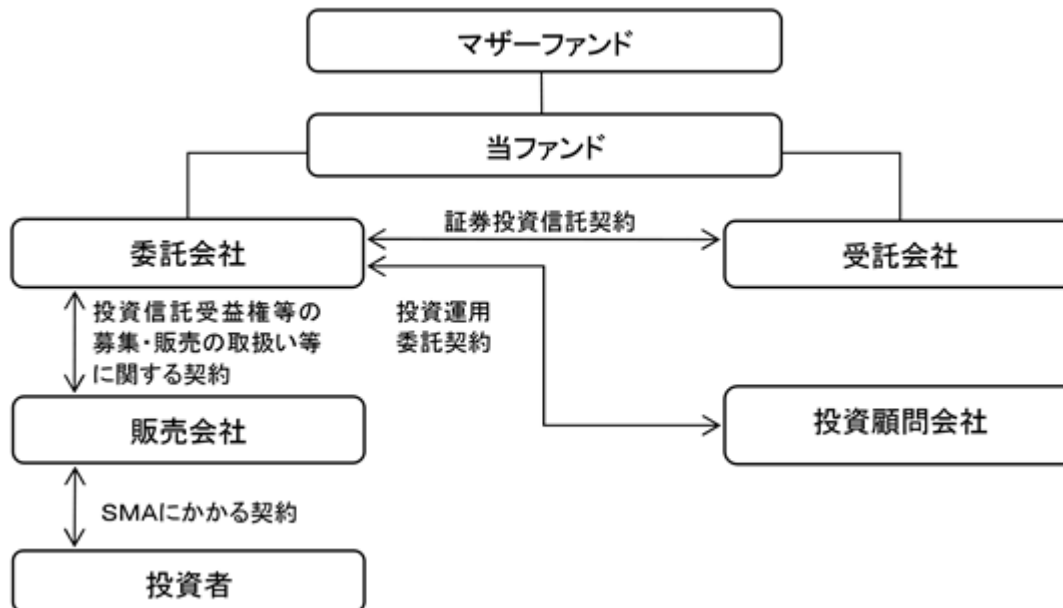 マザーファンド
当ファンド
証券投資信託契約
委託会社
受託会社
投資信託受益権等の
募集・販売の取扱い等
に関する契約
投資運用
委託契約
販売会社
投資顧問会社
SMAにかかる契約
投資者